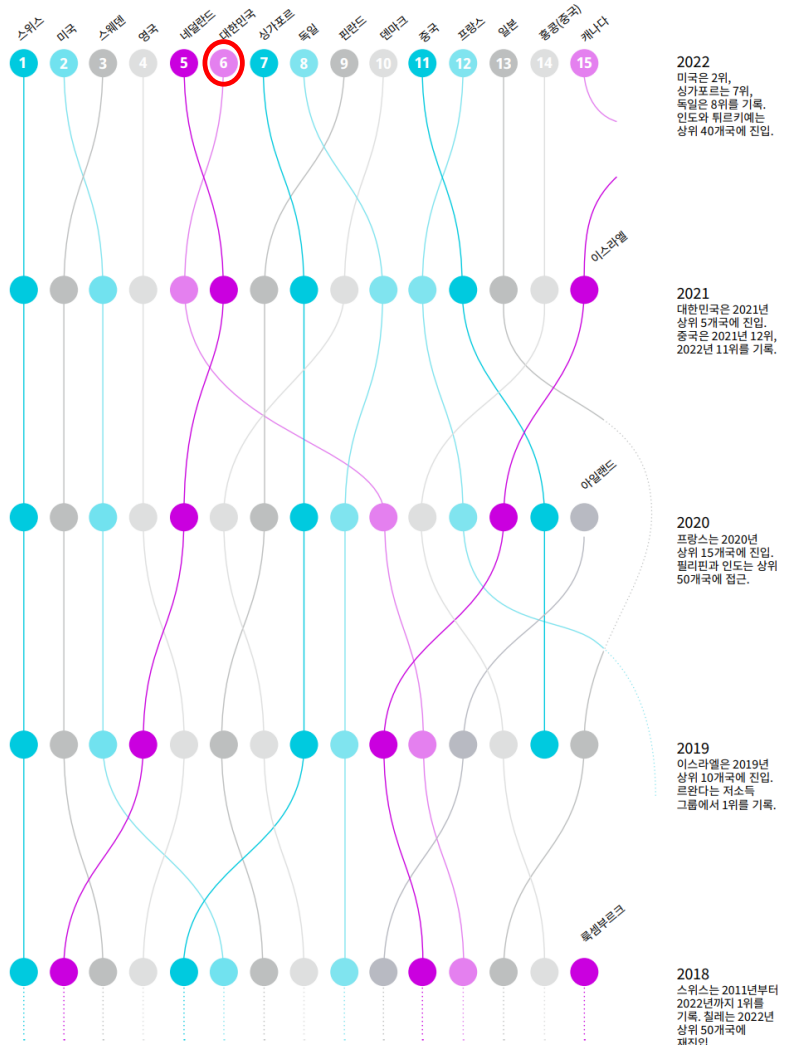 스위스
미국
스웨덴
영국
네덜란드
대한민국
싱가포르
독일
핀란드
덴마크
중국
프랑스
일본
홍콩(중국)
캐나다
1
2
3
4
5
6
7
8
9
10
11
12
13
14
15
2022
미국은 2위,
싱가포르는 7위,
독일은 8위를 기록.
인도와 튀르키예는
상위 40개국에 진입.
이스라엘
2021
대한민국은 2021년
상위 5개국에 진입.
중국은 2021년 12위,
2022년 11위를 기록.
아일랜드
2020
프랑스는 2020년
상위 15개국에 진입.
필리핀과 인도는 상위
50개국에 접근.
2019
이스라엘은 2019년
상위 10개국에 진입.
르완다는 저소득
그룹에서 1위를 기록.
룩셈부르크
2018
스위스는 2011년부터
2022년까지 1위를
기록. 칠레는 2022년
상위 50개국에
재진입